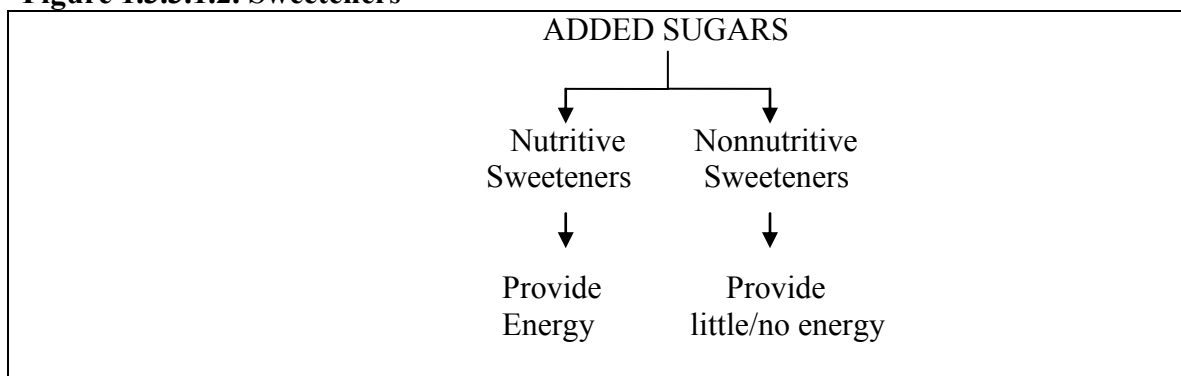 Figure 1.3.3.1.2. Sweeteners
ADDED SUGARS
Nutritive Nonnutritive
Sweeteners Sweeteners
Provide Provide
Energy little/no energy